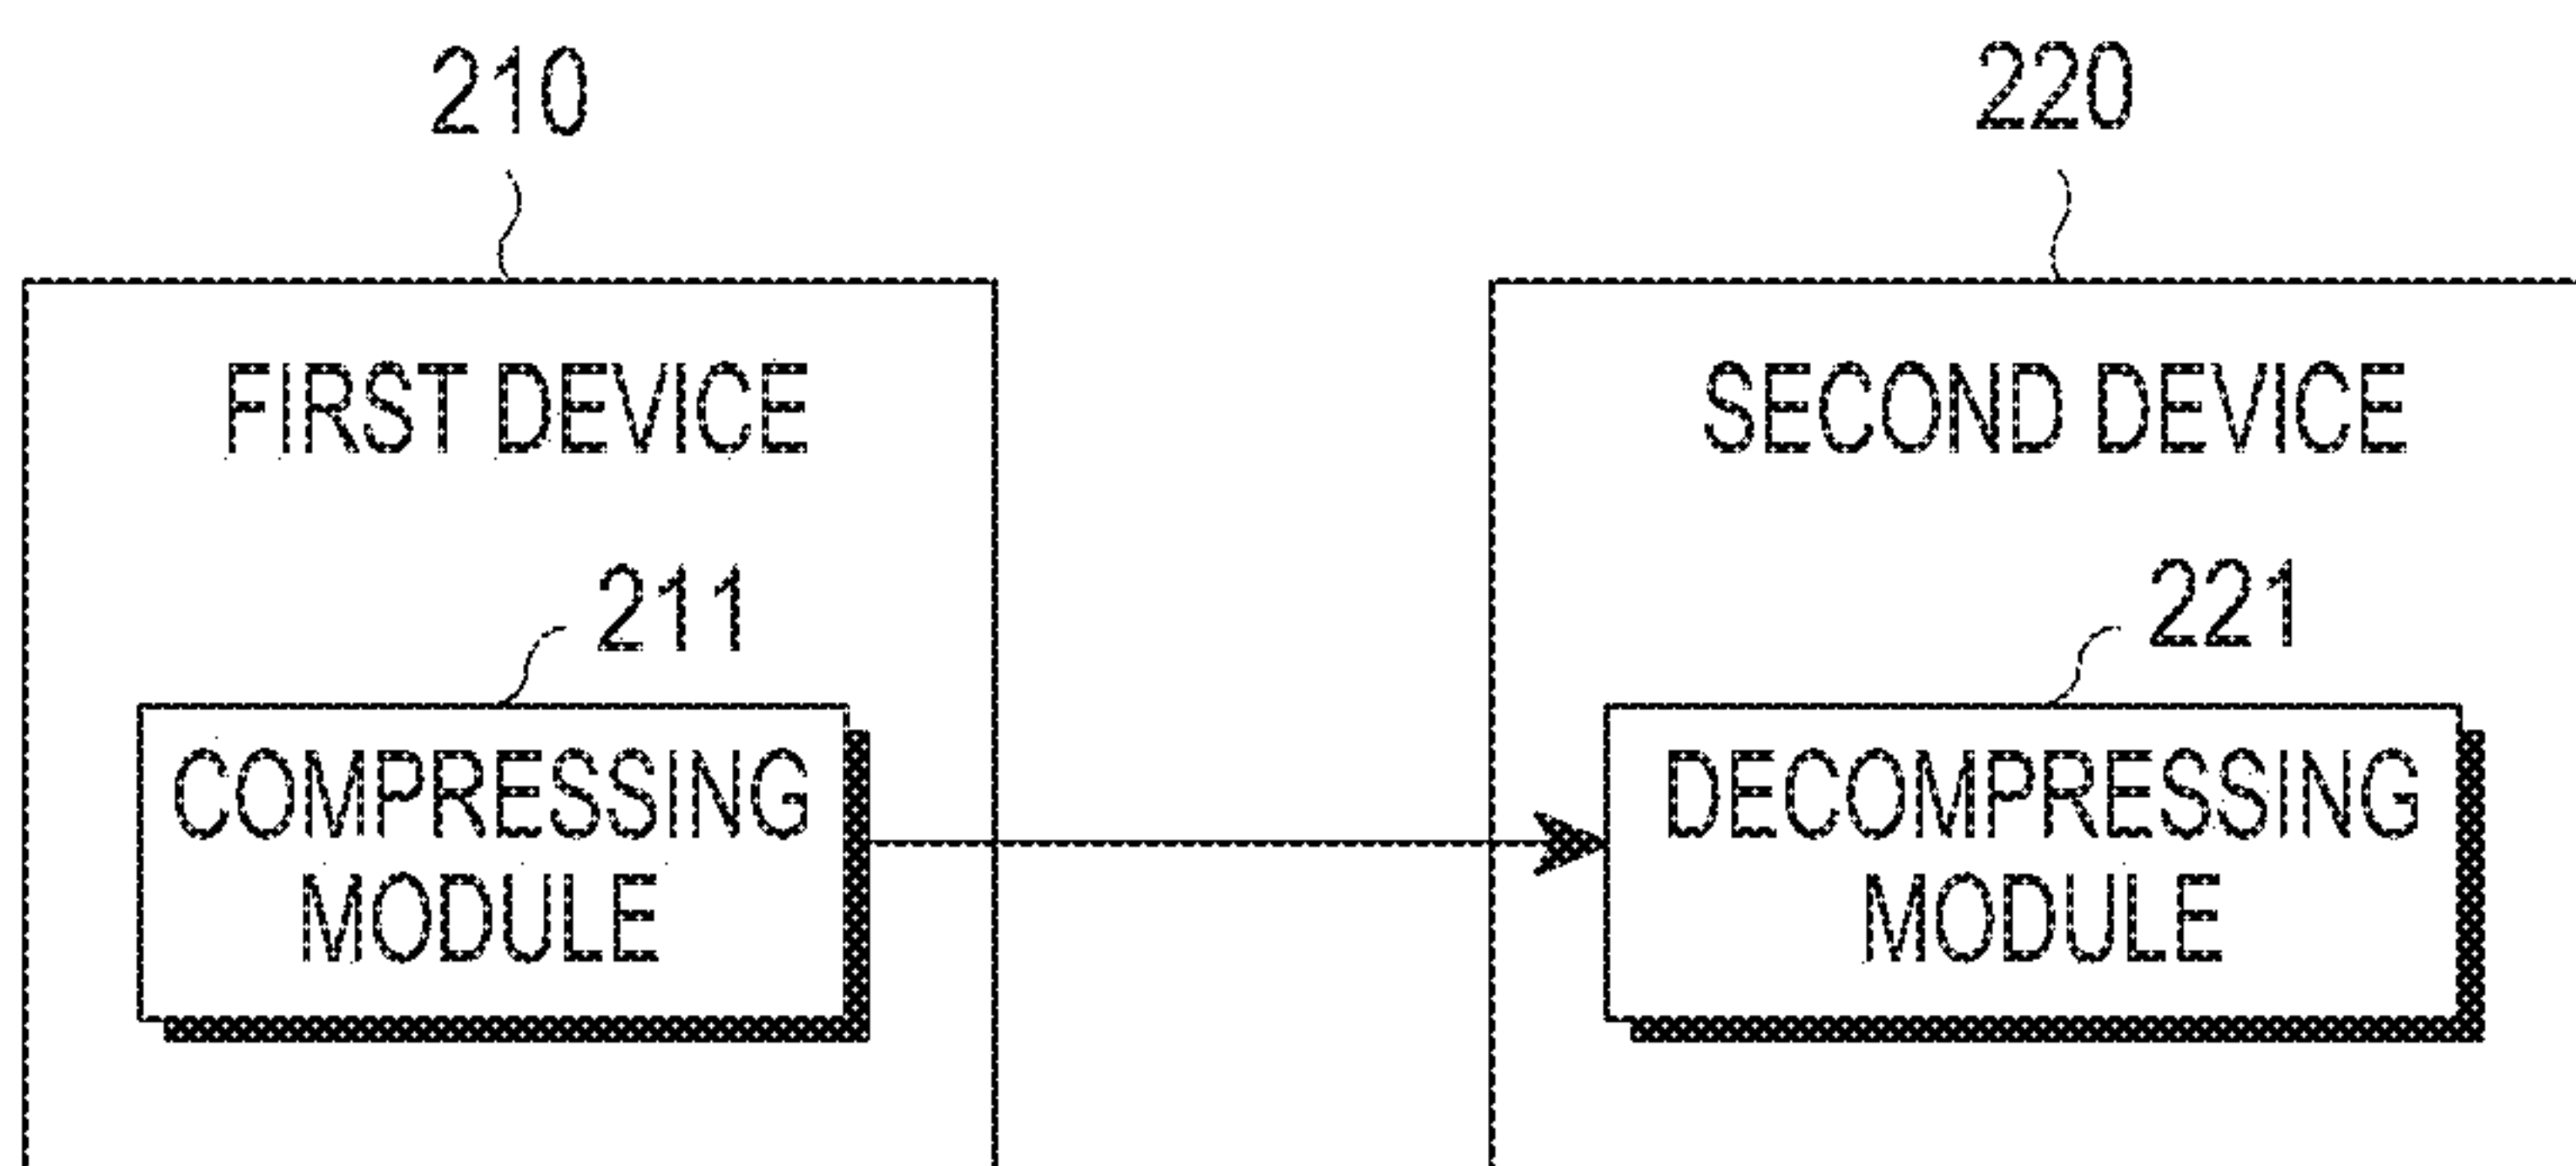 210
220
FIRST DEVICE
SECOND DEVICE
211
221
COMPRESSING
MODULE
DECOMPRESSING
MODULE